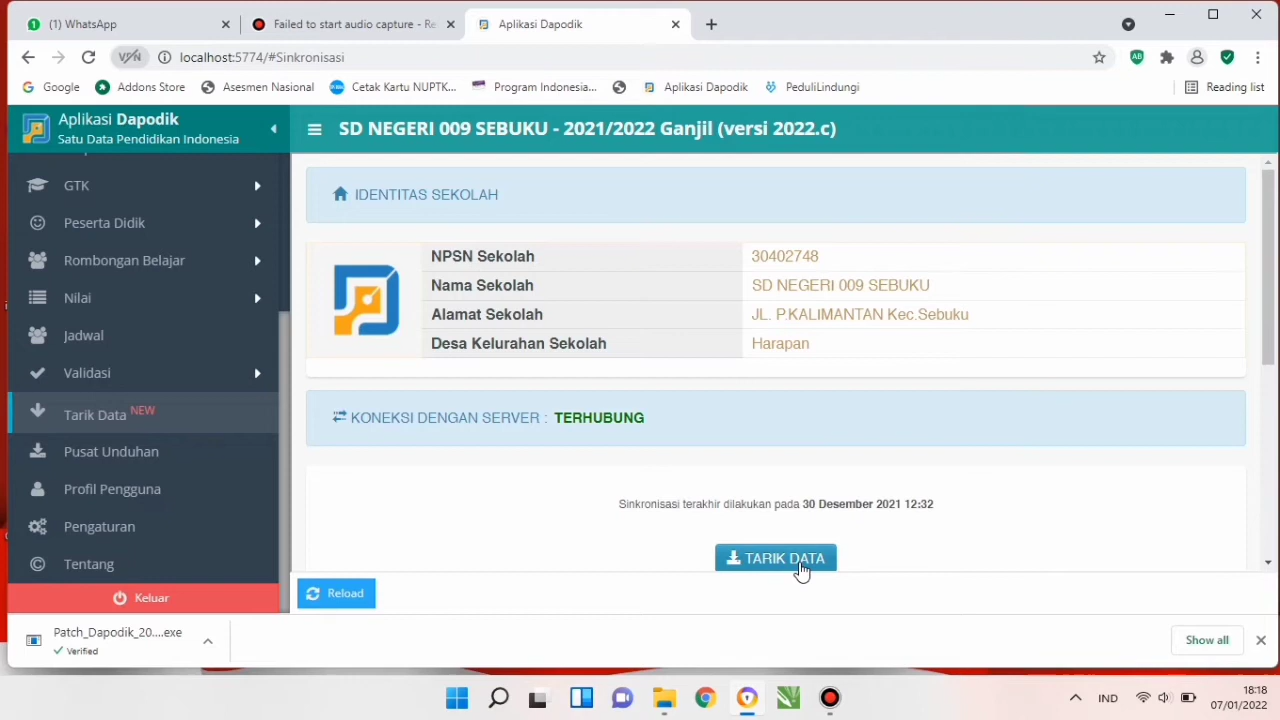 (1) WhatsApp
Failed to start audio capture - Re
Aplikasi Dapodik
VPN
localhost:5774/#Sinkronisasi
Google
Addons Store
Asesmen Nasional
Cetak Kartu NUPTK...
Program Indonesia...
Aplikasi Dapodik
PeduliLindungi
Reading list
Aplikasi Dapodik
Satu Data Pendidikan Indonesia
SD NEGERI 009 SEBUKU - 2021/2022 Ganjil (versi 2022.c)
GTK
Peserta Didik
Rombongan Belajar
Nilai
Jadwal
Validasi
Tarik Data NEW
Pusat Unduhan
Profil Pengguna
Pengaturan
Tentang
Keluar
IDENTITAS SEKOLAH
NPSN Sekolah 30402748
Nama Sekolah SD NEGERI 009 SEBUKU
Alamat Sekolah JL. P.KALIMANTAN Kec.Sebuku
Desa Kelurahan Sekolah Harapan
KONEKSI DENGAN SERVER : TERHUBUNG
Sinkronisasi terakhir dilakukan pada 30 Desember 2021 12:32
TARIK DATA
Reload
Patch_Dapodik_20....exe
Verified
Show all
IND
18:18
07/01/2022